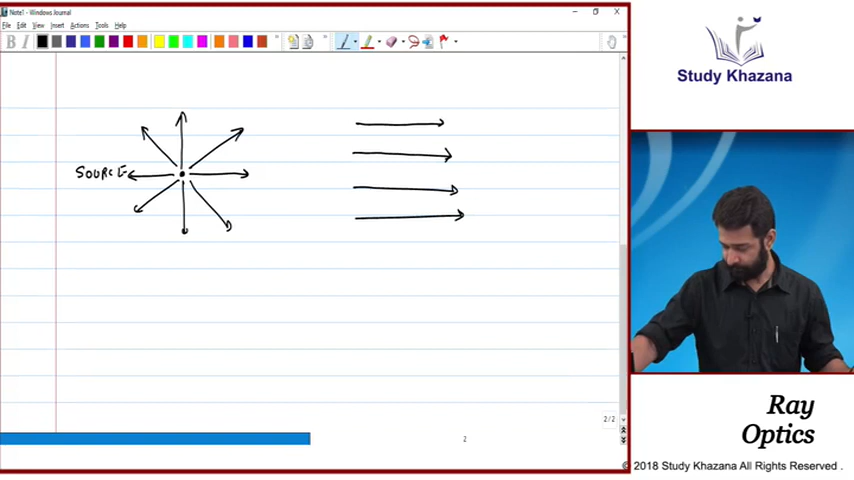 Note1 - Windows Journal
File Edit View Insert Actions Tools Help
B I
SOURCE
2/2
2
Study Khazana
Ray
Optics
© 2018 Study Khazana All Rights Reserved .